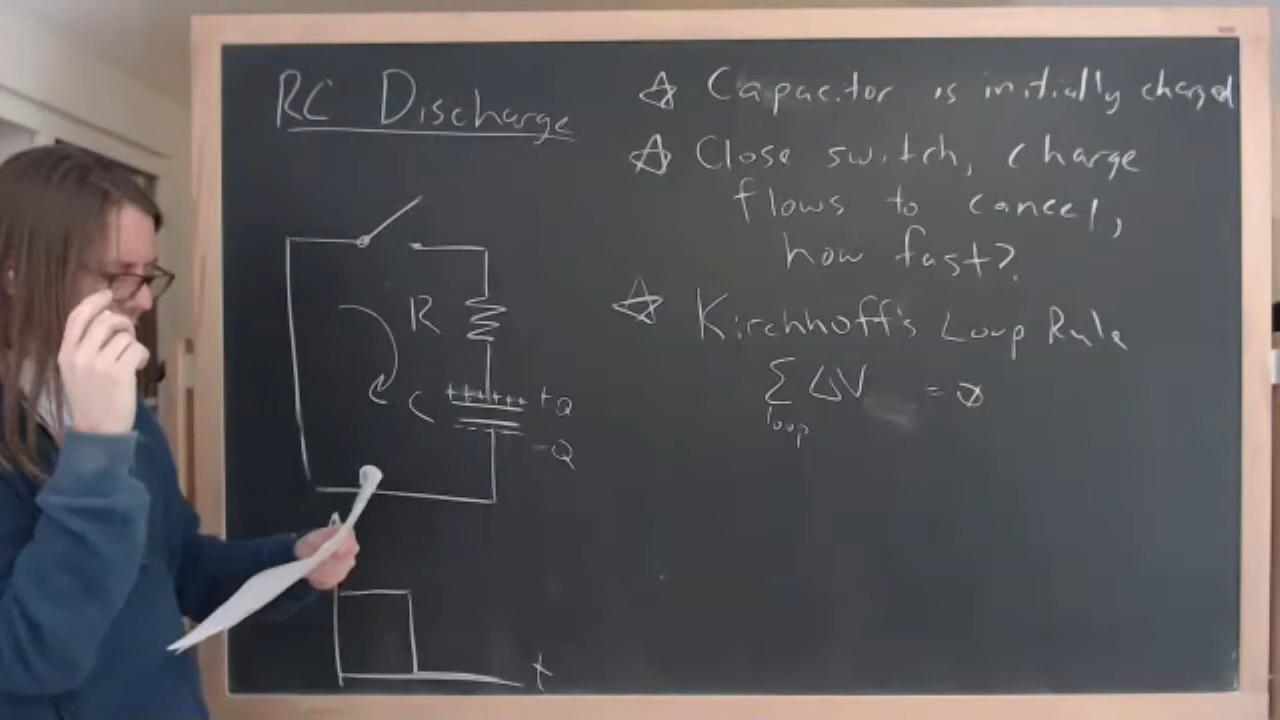 RC Discharge
☆ Capacitor is initially charged
☆ Close switch, charge
flows to cancel,
how fast?
☆ Kirchhoff's Loop Rule
∑ ΔV = 0
loop
R
C
+++++++ +Q
-Q
t